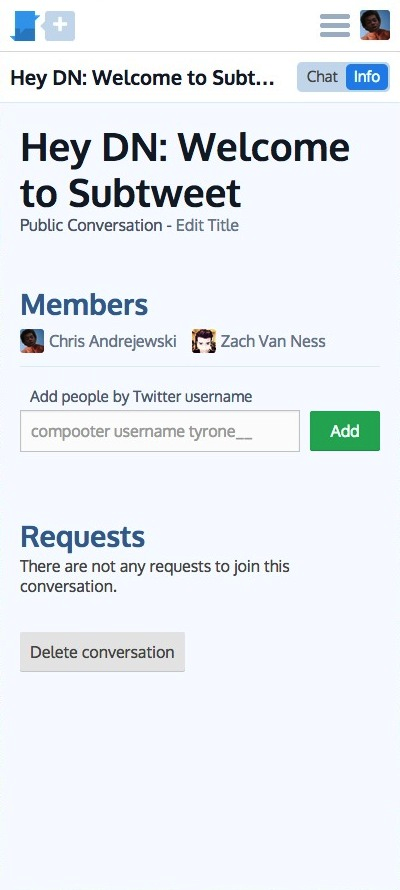 Hey DN: Welcome to Subt...
Chat
Info
Hey DN: Welcome
to Subtweet
Public Conversation - Edit Title
Members
Chris Andrejewski
Zach Van Ness
Add people by Twitter username
compooter username tyrone__
Add
Requests
There are not any requests to join this
conversation.
Delete conversation